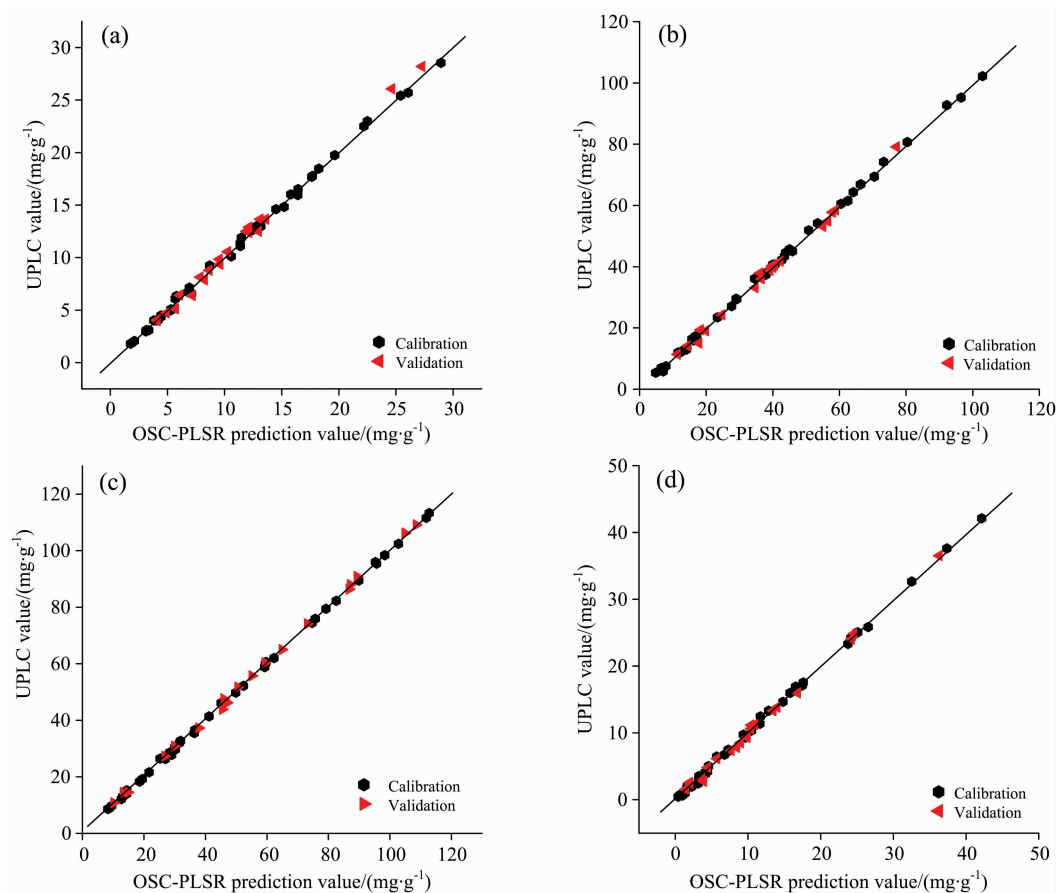 (a)
30
25
20
15
10
5
0
UPLC value/(mg·g⁻¹)
Calibration
Validation
0 5 10 15 20 25 30
OSC-PLSR prediction value/(mg·g⁻¹)
(b)
120
100
80
60
40
20
0
UPLC value/(mg·g⁻¹)
Calibration
Validation
0 20 40 60 80 100 120
OSC-PLSR prediction value/(mg·g⁻¹)
(c)
120
100
80
60
40
20
0
UPLC value/(mg·g⁻¹)
Calibration
Validation
0 20 40 60 80 100 120
OSC-PLSR prediction value/(mg·g⁻¹)
(d)
50
40
30
20
10
0
UPLC value/(mg·g⁻¹)
Calibration
Validation
0 10 20 30 40 50
OSC-PLSR prediction value/(mg·g⁻¹)